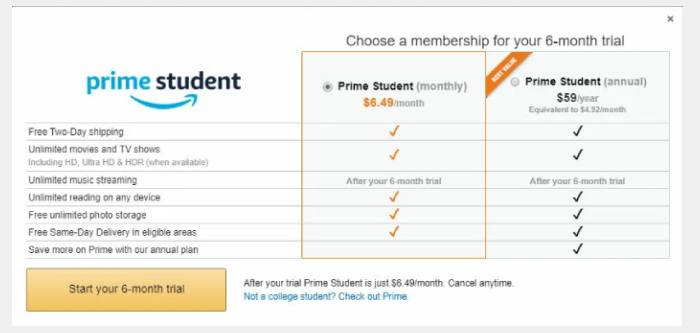 ×
Choose a membership for your 6-month trial
prime student
BEST VALUE
Prime Student (monthly)
$6.49/month
Prime Student (annual)
$59/year
Equivalent to $4.92/month
Free Two-Day shipping
✓ ✓
Unlimited movies and TV shows
Including HD, Ultra HD & HDR (when available)
✓ ✓
Unlimited music streaming
After your 6-month trial
After your 6-month trial
Unlimited reading on any device
✓ ✓
Free unlimited photo storage
✓ ✓
Free Same-Day Delivery in eligible areas
✓ ✓
Save more on Prime with our annual plan
✓
Start your 6-month trial
After your trial Prime Student is just $6.49/month. Cancel anytime.
Not a college student? Check out Prime.